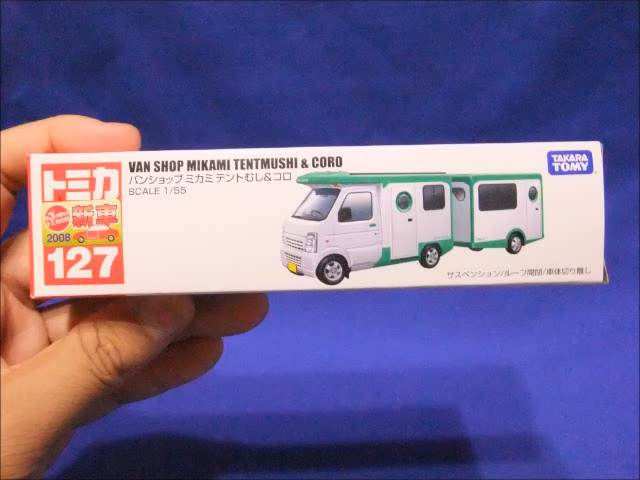 トミカ
新車
2008
127
VAN SHOP MIKAMI TENTMUSHI & CORO
バンショップ ミカミ テントむし&コロ
SCALE 1/55
TAKARA
TOMY
サスペンション/ルーフ開閉/車体切り離し